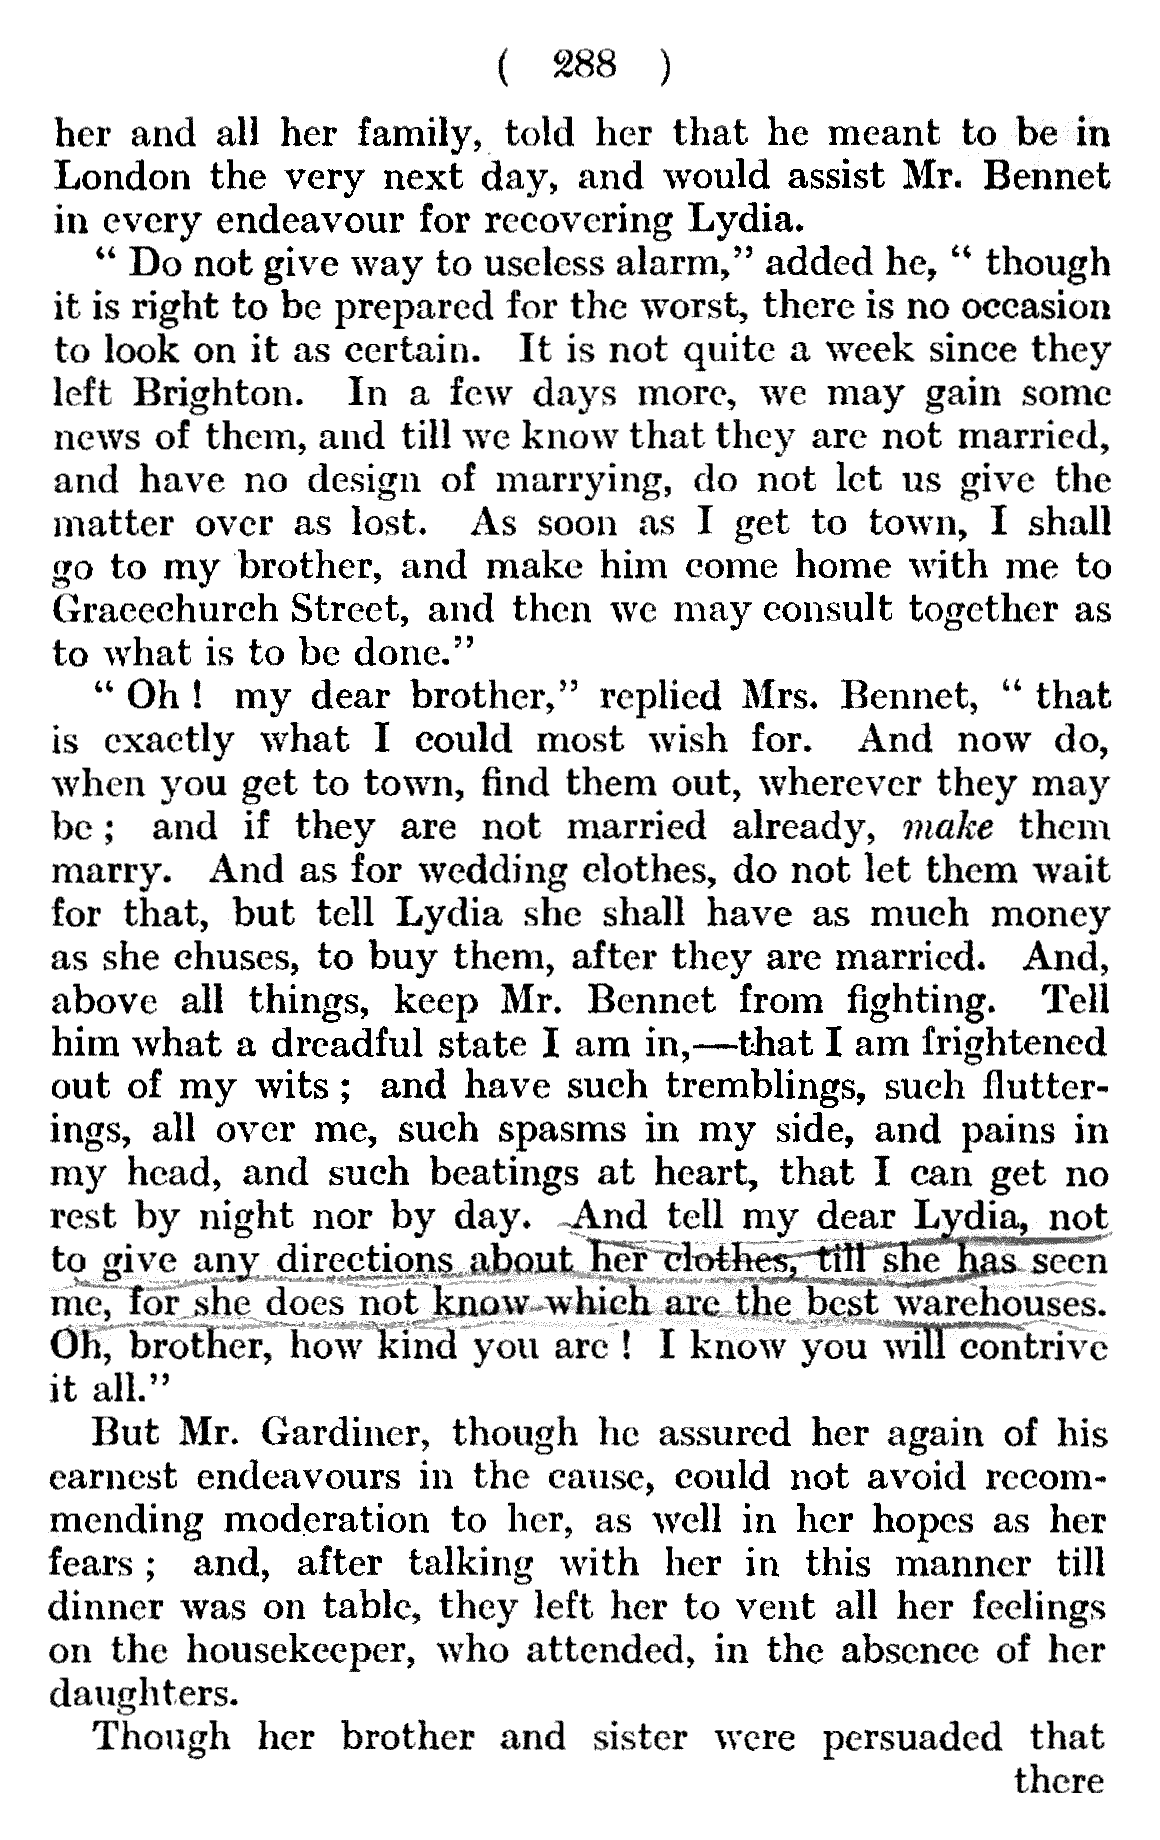 ( 288 )
her and all her family, told her that he meant to be in
London the very next day, and would assist Mr. Bennet
in every endeavour for recovering Lydia.
“ Do not give way to useless alarm,” added he, “ though
it is right to be prepared for the worst, there is no occasion
to look on it as certain. It is not quite a week since they
left Brighton. In a few days more, we may gain some
news of them, and till we know that they are not married,
and have no design of marrying, do not let us give the
matter over as lost. As soon as I get to town, I shall
go to my brother, and make him come home with me to
Gracechurch Street, and then we may consult together as
to what is to be done.”
“ Oh ! my dear brother,” replied Mrs. Bennet, “ that
is exactly what I could most wish for. And now do,
when you get to town, find them out, wherever they may
be ; and if they are not married already, make them
marry. And as for wedding clothes, do not let them wait
for that, but tell Lydia she shall have as much money
as she chuses, to buy them, after they are married. And,
above all things, keep Mr. Bennet from fighting. Tell
him what a dreadful state I am in,—that I am frightened
out of my wits ; and have such tremblings, such flutter-
ings, all over me, such spasms in my side, and pains in
my head, and such beatings at heart, that I can get no
rest by night nor by day. And tell my dear Lydia, not
to give any directions about her clothes, till she has seen
me, for she does not know which are the best warehouses.
Oh, brother, how kind you are ! I know you will contrive
it all.”
But Mr. Gardiner, though he assured her again of his
earnest endeavours in the cause, could not avoid recom-
mending moderation to her, as well in her hopes as her
fears ; and, after talking with her in this manner till
dinner was on table, they left her to vent all her feelings
on the housekeeper, who attended, in the absence of her
daughters.
Though her brother and sister were persuaded that
there